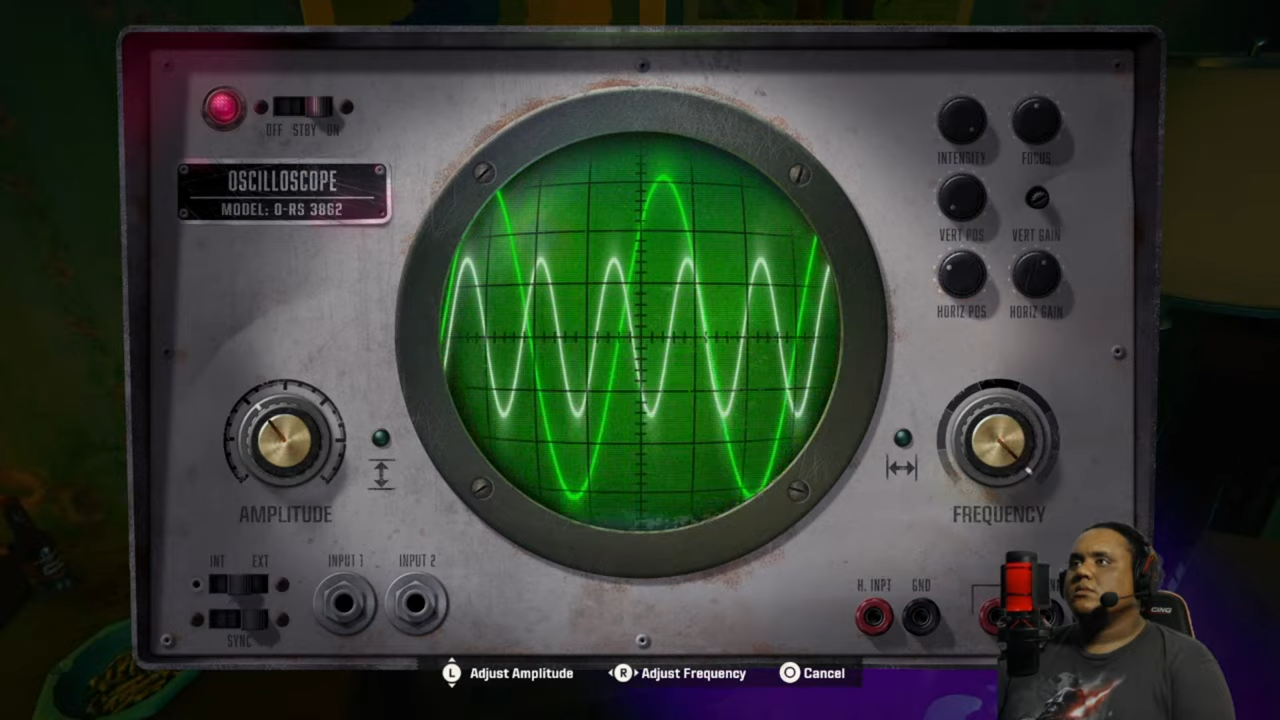 OFF STBY ON
OSCILLOSCOPE
MODEL: O-RS 3862
INTENSITY
FOCUS
VERT POS
VERT GAIN
HORIZ POS
HORIZ GAIN
AMPLITUDE
FREQUENCY
INT EXT
SYNC
INPUT 1
INPUT 2
H. INPT
GND
L Adjust Amplitude
R Adjust Frequency
Cancel